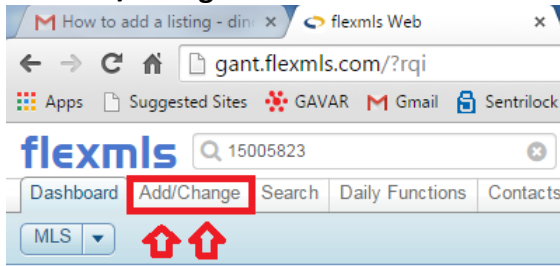 How to add a listing - din
flexmls Web
gant.flexmls.com/?rqi
Apps Suggested Sites GAVAR Gmail Sentrilock
flexmls 15005823
Dashboard Add/Change Search Daily Functions Contacts
MLS